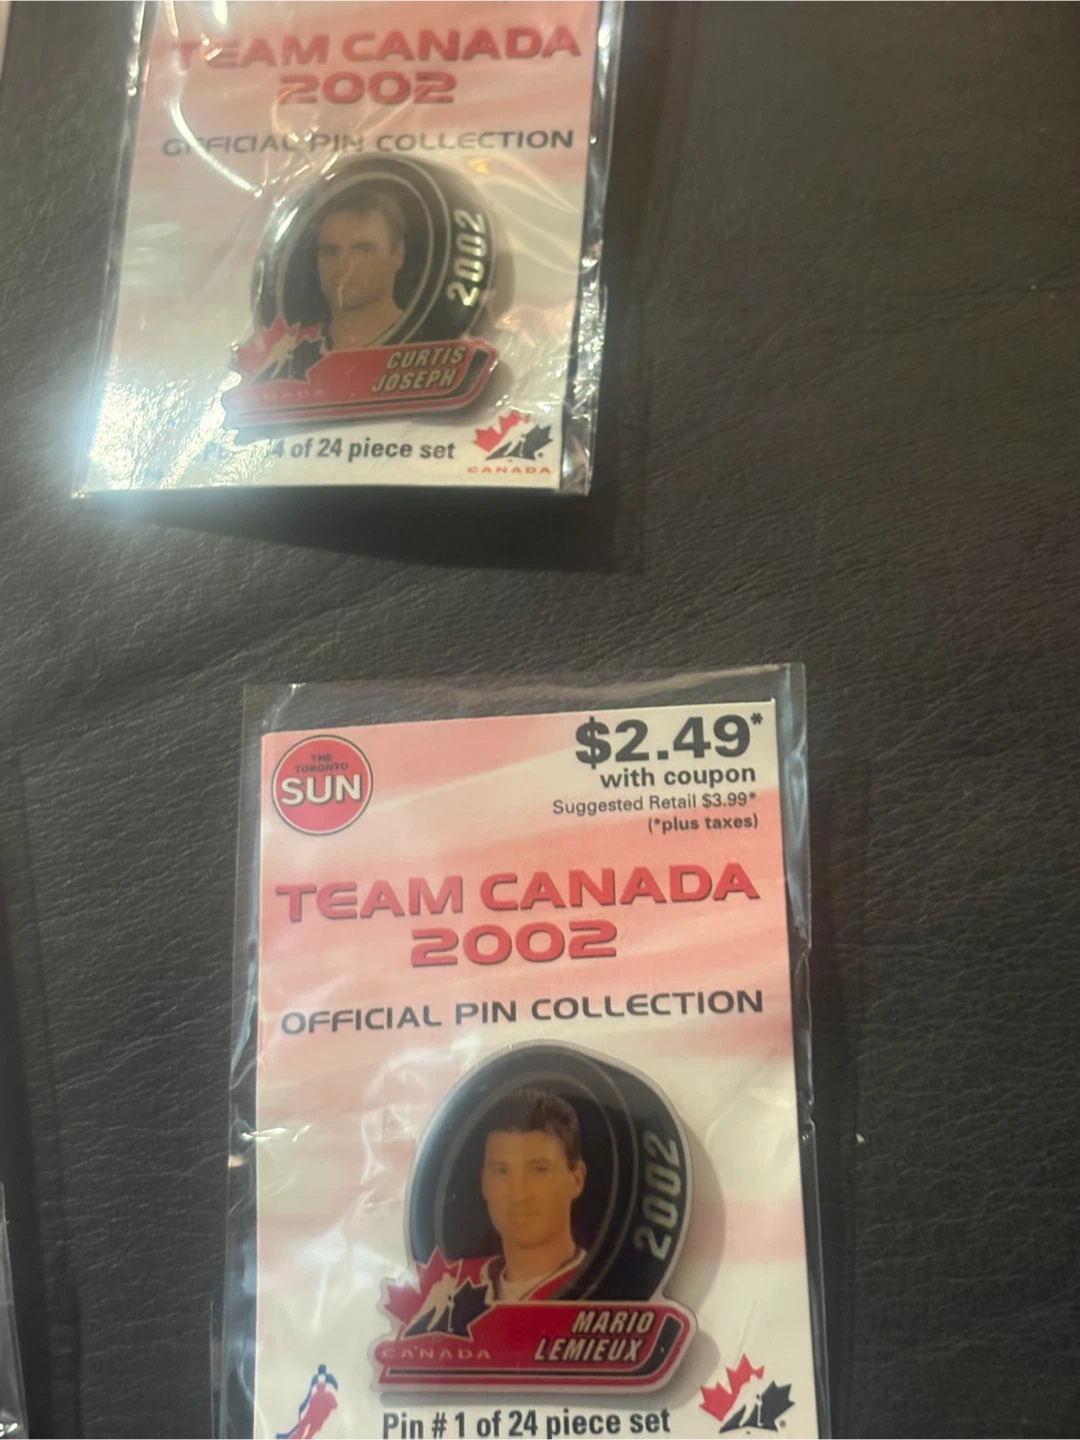 TEAM CANADA
2002
OFFICIAL PIN COLLECTION
2002
CURTIS
JOSEPH
4 of 24 piece set
CANADA
THE
TORONTO
SUN
$2.49*
with coupon
Suggested Retail $3.99*
(*plus taxes)
TEAM CANADA
2002
OFFICIAL PIN COLLECTION
2002
MARIO
LEMIEUX
CANADA
Pin # 1 of 24 piece set